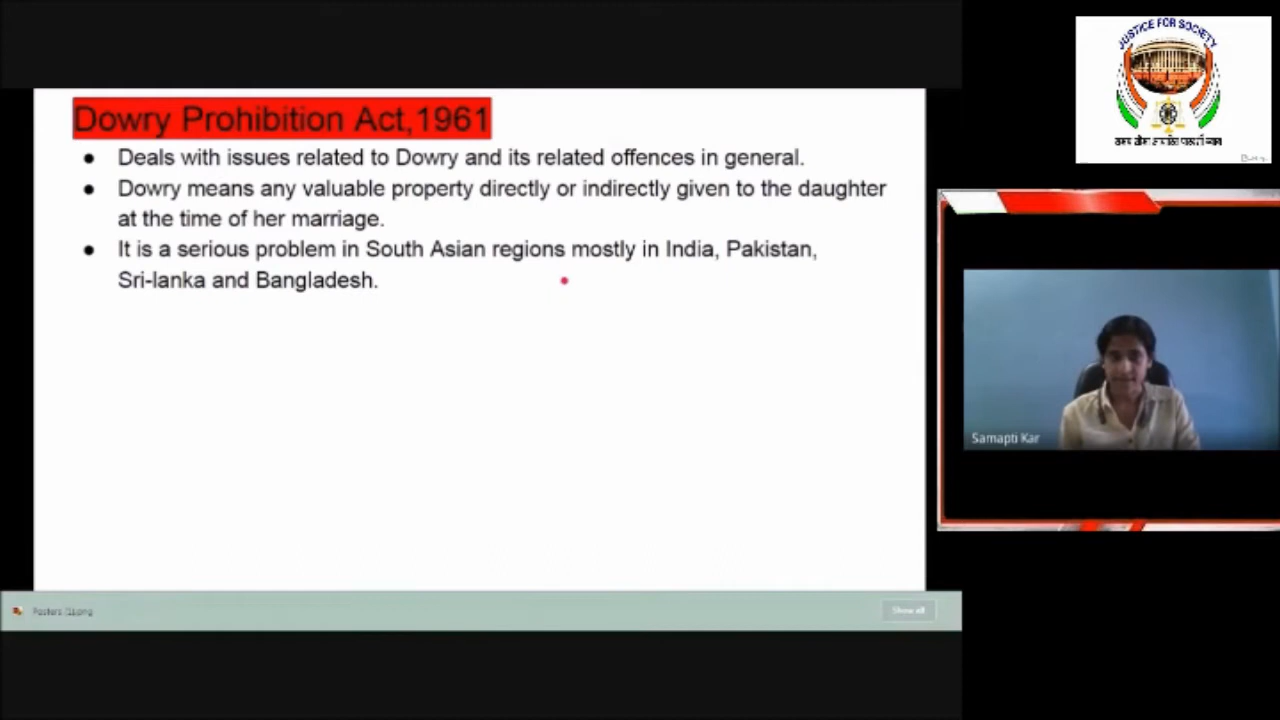 Dowry Prohibition Act,1961
● Deals with issues related to Dowry and its related offences in general.
● Dowry means any valuable property directly or indirectly given to the daughter
at the time of her marriage.
● It is a serious problem in South Asian regions mostly in India, Pakistan,
Sri-lanka and Bangladesh.
JUSTICE FOR SOCIETY
Samapti Kar
Show all